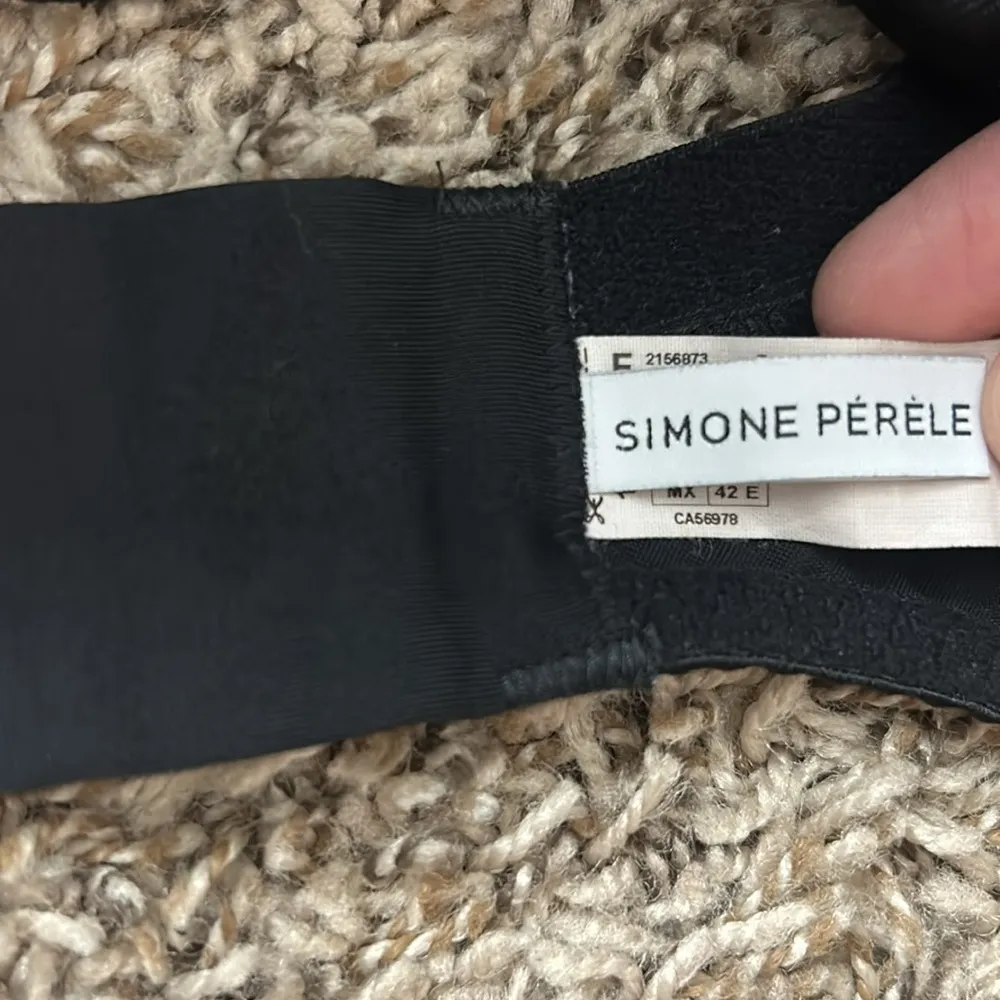 2156873
SIMONE PÉRÈLE
MX 42 E
CA56978